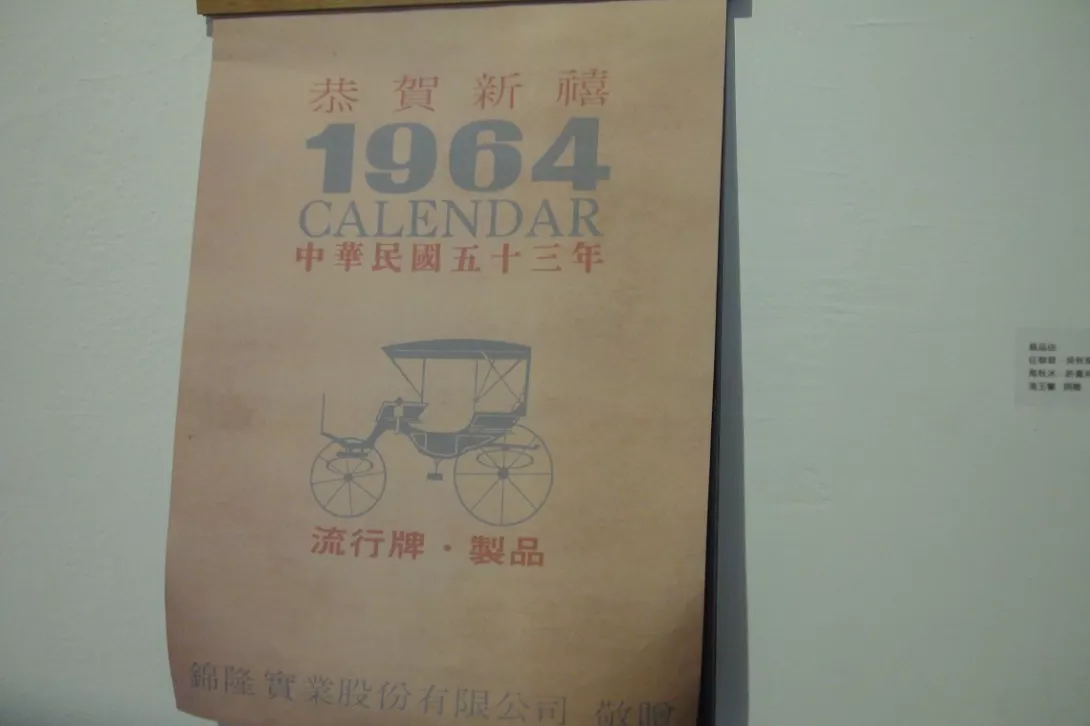 恭賀新禧
1964
CALENDAR
中華民國五十三年
流行牌・製品
錦隆實業股份有限公司 敬贈